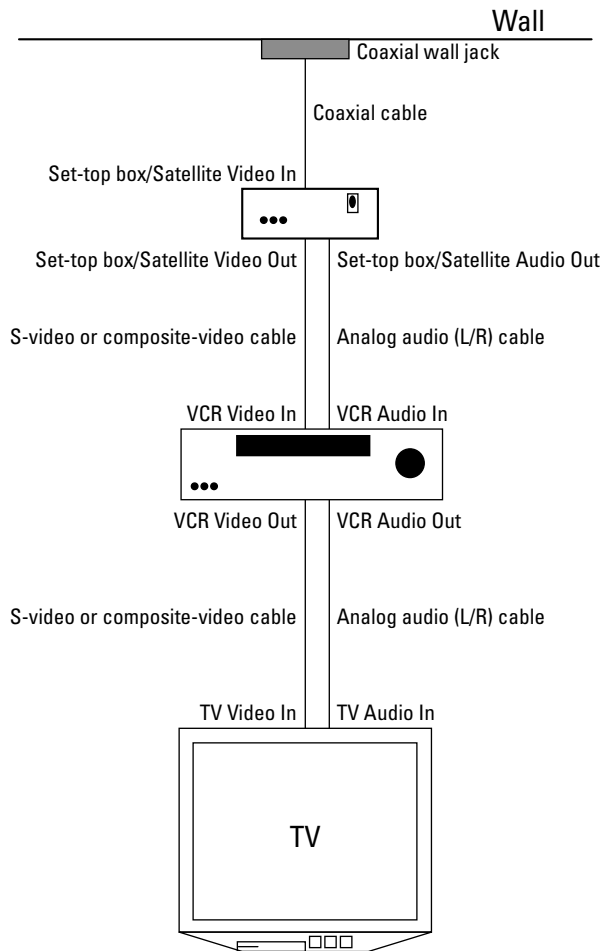 Wall
Coaxial wall jack
Coaxial cable
Set-top box/Satellite Video In
Set-top box/Satellite Video Out
Set-top box/Satellite Audio Out
S-video or composite-video cable
Analog audio (L/R) cable
VCR Video In
VCR Audio In
VCR Video Out
VCR Audio Out
S-video or composite-video cable
Analog audio (L/R) cable
TV Video In
TV Audio In
TV